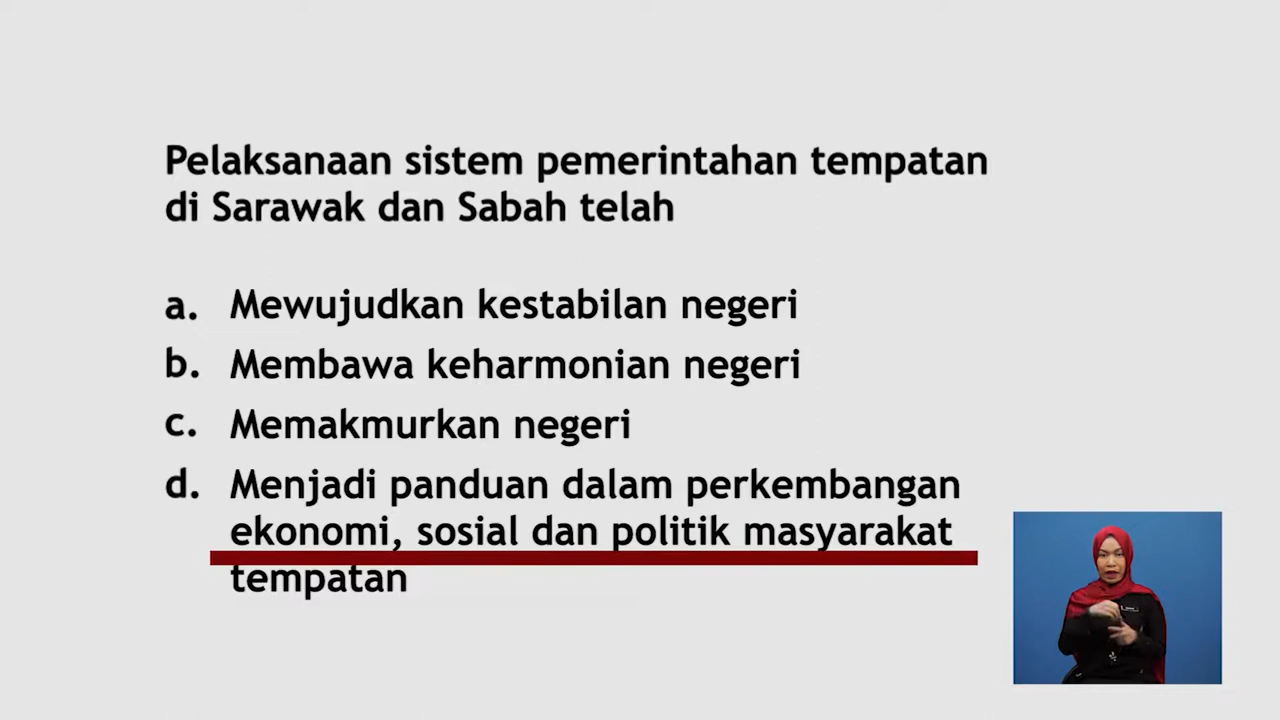 Pelaksanaan sistem pemerintahan tempatan
di Sarawak dan Sabah telah
a. Mewujudkan kestabilan negeri
b. Membawa keharmonian negeri
c. Memakmurkan negeri
d. Menjadi panduan dalam perkembangan
ekonomi, sosial dan politik masyarakat
tempatan